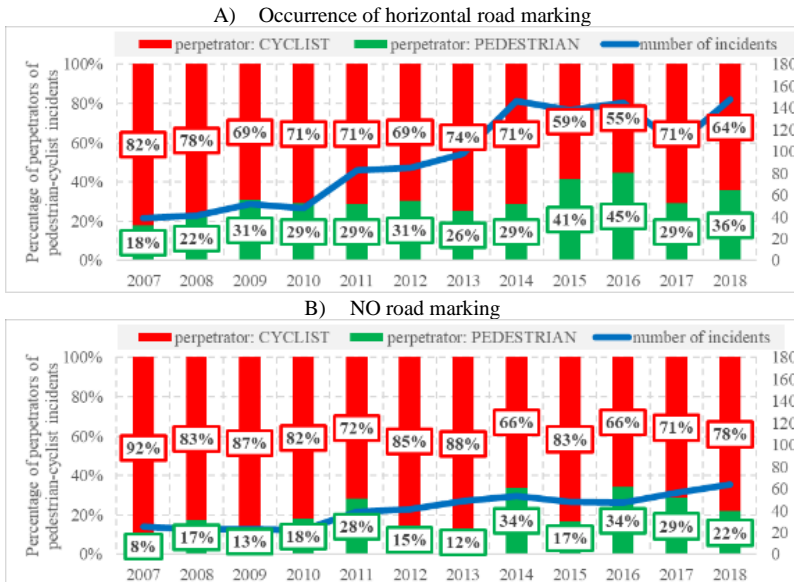 A) Occurrence of horizontal road marking
perpetrator: CYCLIST perpetrator: PEDESTRIAN number of incidents
Percentage of perpetrators of
pedestrian-cyclist incidents
100% 180
160
80% 140
120
60% 100
40% 80
60
20% 40
20
0% 0
82% 78% 69% 71% 71% 69% 74% 71% 59% 55% 71% 64%
18% 22% 31% 29% 29% 31% 26% 29% 41% 45% 29% 36%
2007 2008 2009 2010 2011 2012 2013 2014 2015 2016 2017 2018
B) NO road marking
perpetrator: CYCLIST perpetrator: PEDESTRIAN number of incidents
Percentage of perpetrators of
pedestrian-cyclist incidents
100% 180
160
80% 140
120
60% 100
40% 80
60
20% 40
20
0% 0
92% 83% 87% 82% 72% 85% 88% 66% 83% 66% 71% 78%
8% 17% 13% 18% 28% 15% 12% 34% 17% 34% 29% 22%
2007 2008 2009 2010 2011 2012 2013 2014 2015 2016 2017 2018